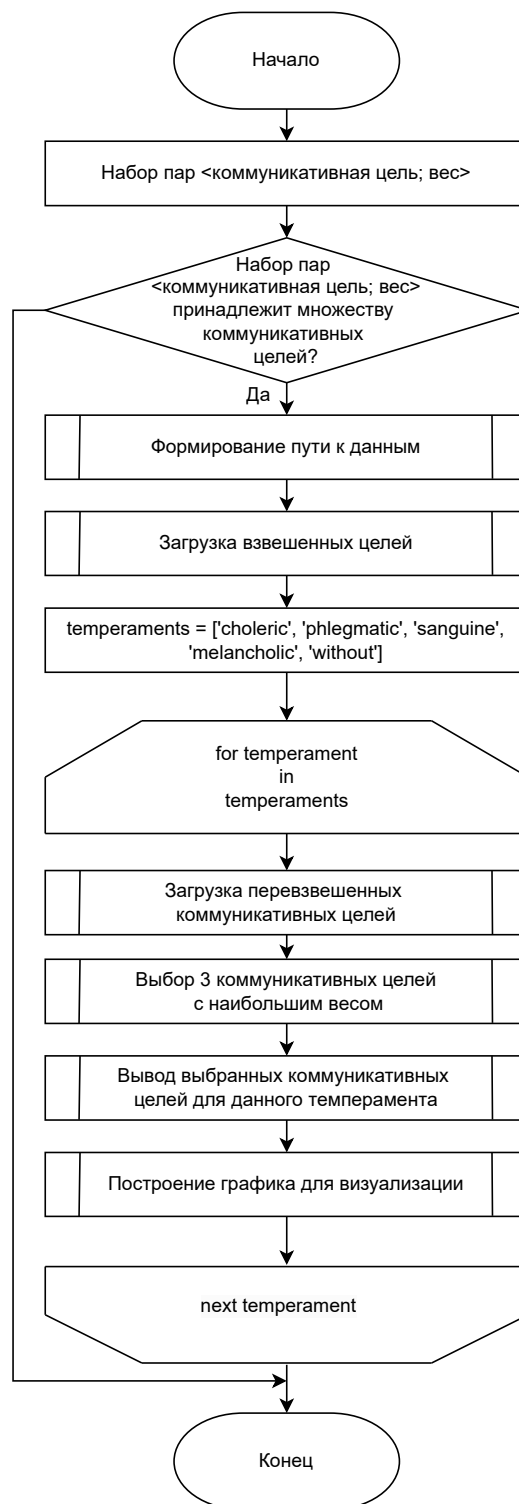 Начало
Набор пар <коммуникативная цель; вес>
Набор пар
<коммуникативная цель; вес>
принадлежит множеству
коммуникативных
целей?
Да
Формирование пути к данным
Загрузка взвешенных целей
temperaments = ['choleric', 'phlegmatic', 'sanguine',
'melancholic', 'without']
for temperament
in
temperaments
Загрузка перевзвешенных
коммуникативных целей
Выбор 3 коммуникативных целей
с наибольшим весом
Вывод выбранных коммуникативных
целей для данного темперамента
Построение графика для визуализации
next temperament
Конец